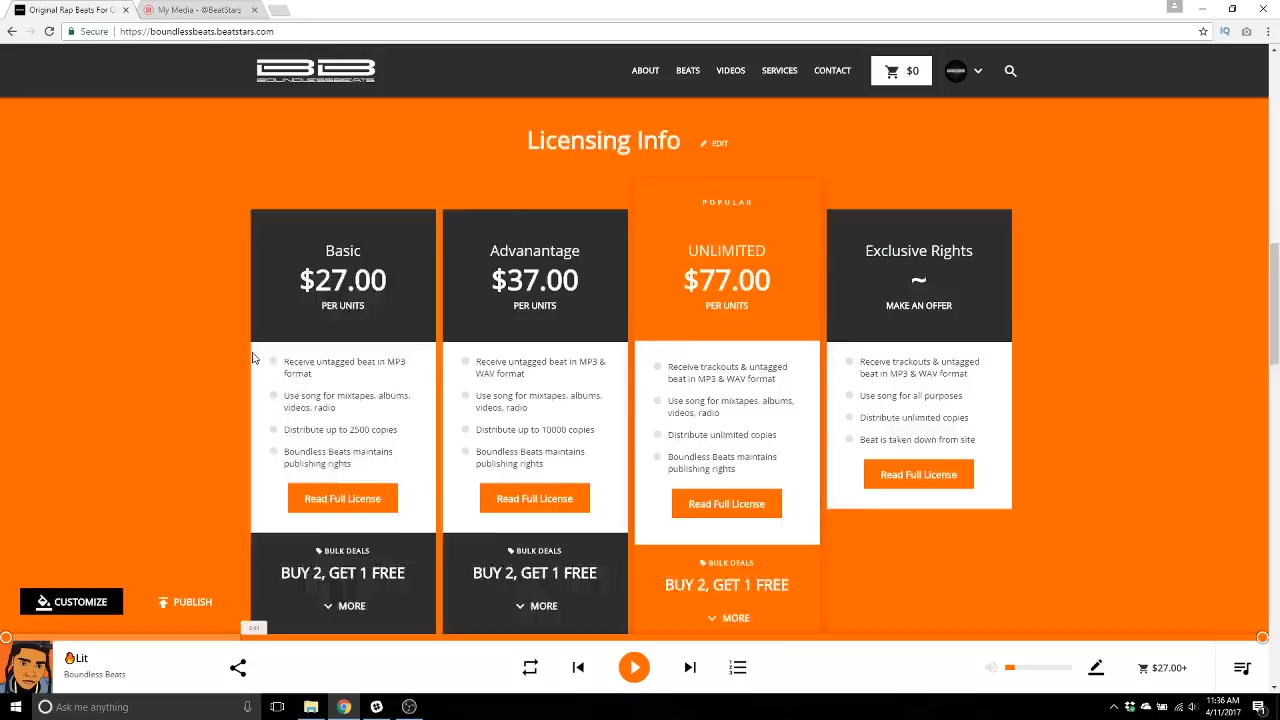 Original Rap Beats For C
My Media - @BeatStars
Secure
https://boundlessbeats.beatstars.com
IQ
BB
BOUNDLESSBEATS
ABOUT BEATS VIDEOS SERVICES CONTACT $0
Licensing Info EDIT
POPULAR
Basic
$27.00
PER UNITS
Receive untagged beat in MP3
format
Use song for mixtapes. albums.
videos, radio
Distribute up to 2500 copies
Boundless Beats maintains
publishing rights
Read Full License
BULK DEALS
BUY 2, GET 1 FREE
MORE
Advanantage
$37.00
PER UNITS
Receive untagged beat in MP3 &
WAV format
Use song for mixtapes. albums,
videos, radio
Distribute up to 10000 copies
Boundless Beats maintains
publishing rights
Read Full License
BULK DEALS
BUY 2, GET 1 FREE
MORE
UNLIMITED
$77.00
PER UNITS
Receive trackouts & untagged
beat in MP3 & WAV format
Use song for mixtapes. albums,
videos, radio
Distribute unlimited copies
Boundless Beats maintains
publishing rights
Read Full License
BULK DEALS
BUY 2, GET 1 FREE
MORE
Exclusive Rights
~
MAKE AN OFFER
Receive trackouts & untagged
beat in MP3 & WAV format
Use song for all purposes
Distribute unlimited copies
Beat is taken down from site
Read Full License
CUSTOMIZE PUBLISH
Lit
Boundless Beats
$27.00+
Ask me anything
11:36 AM
4/11/2017